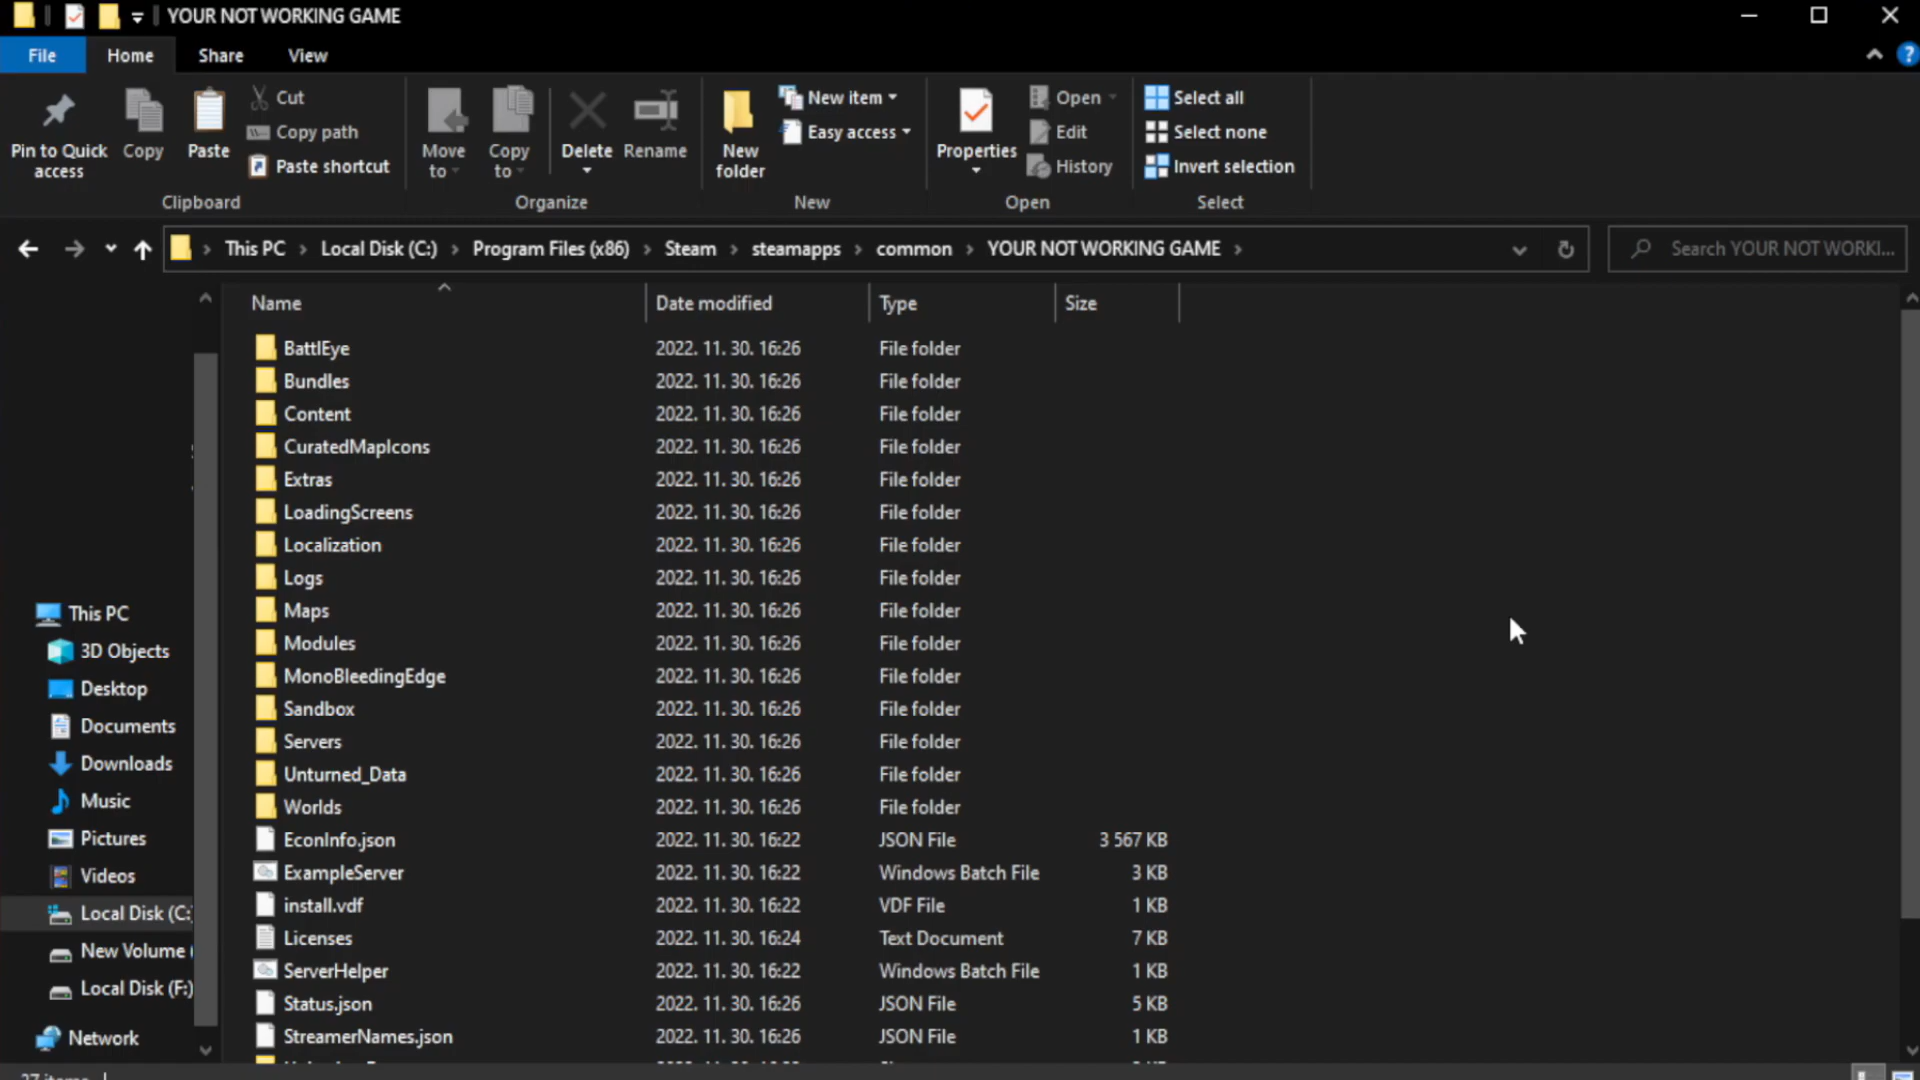 YOUR NOT WORKING GAME
File Home Share View
Pin to Quick access
Copy
Paste
Cut
Copy path
Paste shortcut
Clipboard
Move to
Copy to
Delete
Rename
Organize
New folder
New item
Easy access
New
Properties
Open
Edit
History
Open
Select all
Select none
Invert selection
Select
This PC > Local Disk (C:) > Program Files (x86) > Steam > steamapps > common > YOUR NOT WORKING GAME >
Search YOUR NOT WORKI...
Name Date modified Type Size
BattlEye 2022. 11. 30. 16:26 File folder
Bundles 2022. 11. 30. 16:26 File folder
Content 2022. 11. 30. 16:26 File folder
CuratedMapIcons 2022. 11. 30. 16:26 File folder
Extras 2022. 11. 30. 16:26 File folder
LoadingScreens 2022. 11. 30. 16:26 File folder
Localization 2022. 11. 30. 16:26 File folder
Logs 2022. 11. 30. 16:26 File folder
Maps 2022. 11. 30. 16:26 File folder
Modules 2022. 11. 30. 16:26 File folder
MonoBleedingEdge 2022. 11. 30. 16:26 File folder
Sandbox 2022. 11. 30. 16:26 File folder
Servers 2022. 11. 30. 16:26 File folder
Unturned_Data 2022. 11. 30. 16:26 File folder
Worlds 2022. 11. 30. 16:26 File folder
EconInfo.json 2022. 11. 30. 16:22 JSON File 3 567 KB
ExampleServer 2022. 11. 30. 16:22 Windows Batch File 3 KB
install.vdf 2022. 11. 30. 16:22 VDF File 1 KB
Licenses 2022. 11. 30. 16:24 Text Document 7 KB
ServerHelper 2022. 11. 30. 16:22 Windows Batch File 1 KB
Status.json 2022. 11. 30. 16:26 JSON File 5 KB
StreamerNames.json 2022. 11. 30. 16:26 JSON File 1 KB
This PC
3D Objects
Desktop
Documents
Downloads
Music
Pictures
Videos
Local Disk (C:)
New Volume (
Local Disk (F:)
Network